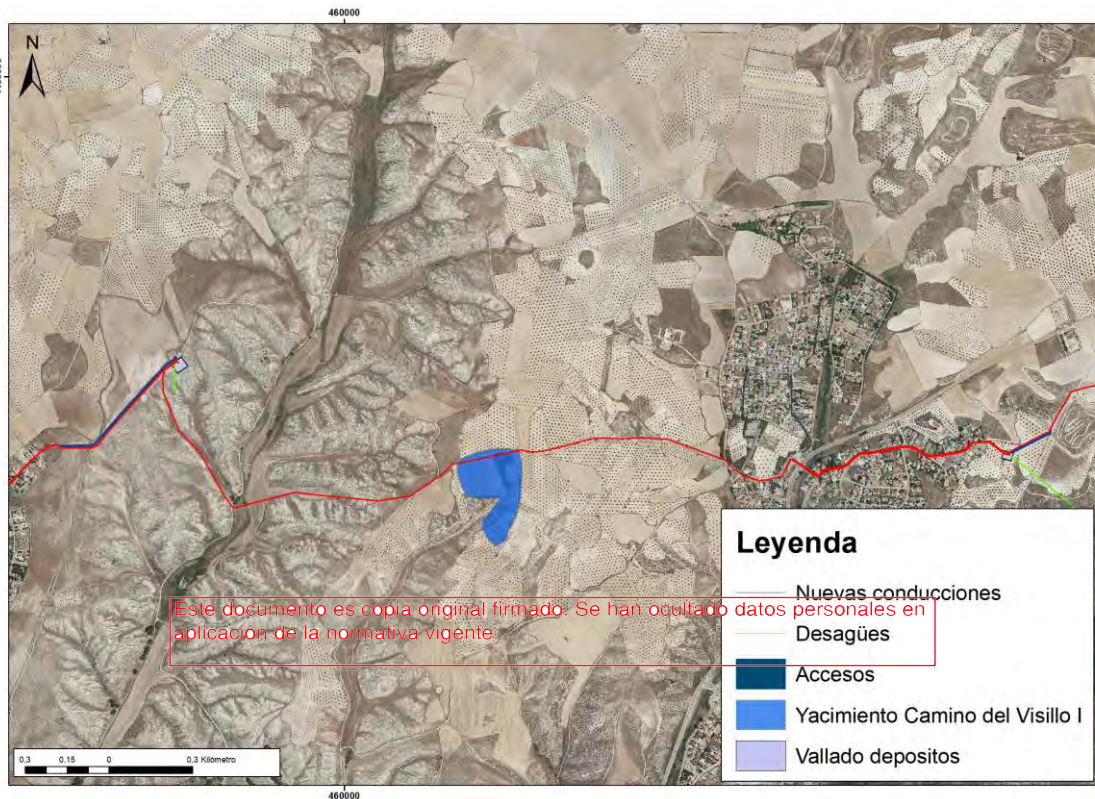 460000
N
Leyenda
Nuevas conducciones
Este documento es copia original firmado. Se han ocultado datos personales en
aplicación de la normativa vigente
Desagües
Accesos
Yacimiento Camino del Visillo I
Vallado depositos
0,3 0,15 0 0,3 Kilómetro
460000